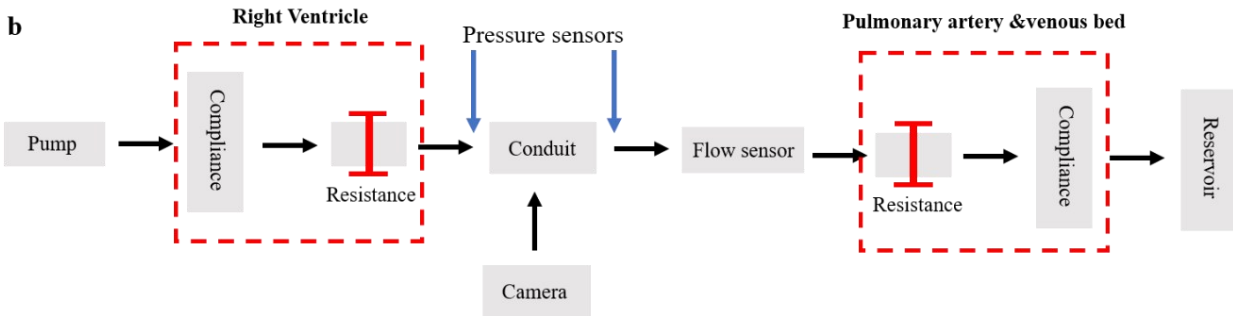 b
Right Ventricle
Pulmonary artery &venous bed
Pressure sensors
Pump
Compliance
Resistance
Conduit
Flow sensor
Resistance
Compliance
Reservoir
Camera